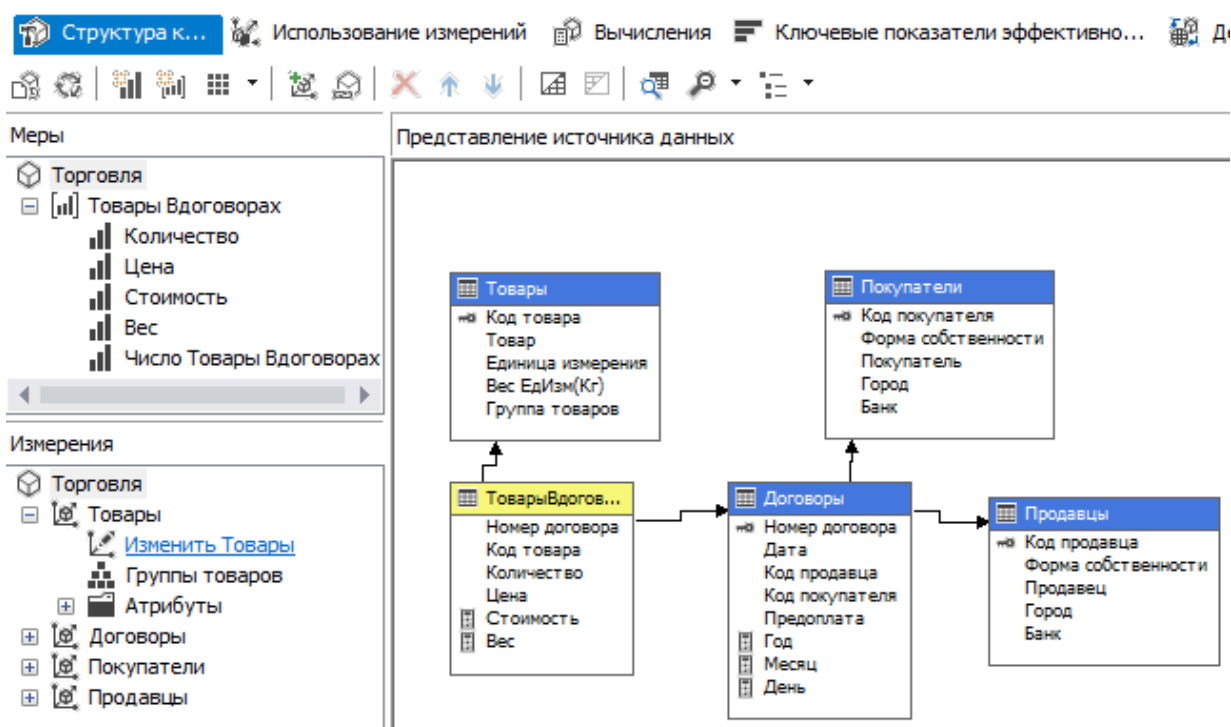 Структура к... Использование измерений Вычисления Ключевые показатели эффективно...
Меры
Торговля
Товары Вдоговорах
Количество
Цена
Стоимость
Вес
Число Товары Вдоговорах
Измерения
Торговля
Товары
Изменить Товары
Группы товаров
Атрибуты
Договоры
Покупатели
Продавцы
Представление источника данных
Товары
Код товара
Товар
Единица измерения
Вес ЕдИзм(Кг)
Группа товаров
Покупатели
Код покупателя
Форма собственности
Покупатель
Город
Банк
ТоварыВдогов...
Номер договора
Код товара
Количество
Цена
Стоимость
Вес
Договоры
Номер договора
Дата
Код продавца
Код покупателя
Предоплата
Год
Месяц
День
Продавцы
Код продавца
Форма собственности
Продавец
Город
Банк